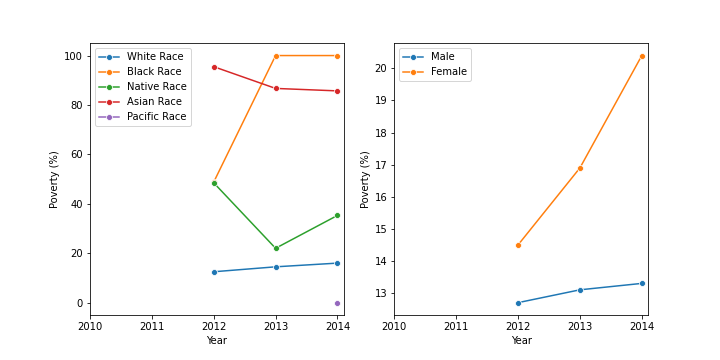 White Race
Black Race
Native Race
Asian Race
Pacific Race
100
80
60
40
20
0
Poverty (%)
2010 2011 2012 2013 2014
Year
Male
Female
20
19
18
17
16
15
14
13
Poverty (%)
2010 2011 2012 2013 2014
Year